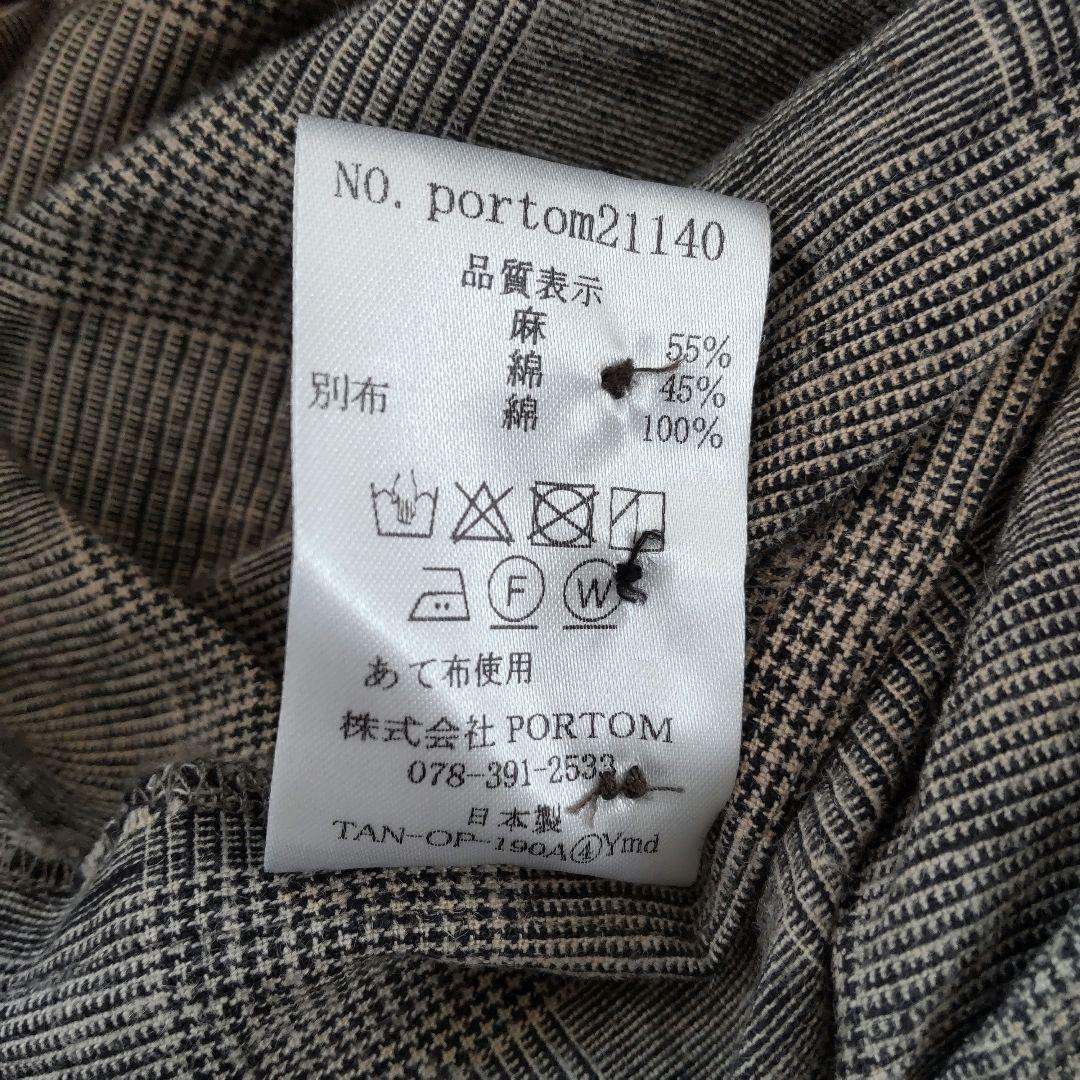 NO. portom21140
品質表示
麻 55%
綿 45%
別布 綿 100%
F W
あて布使用
株式会社 PORTOM
078-391-2533
日本製
TAN-OP-190A④Ymd